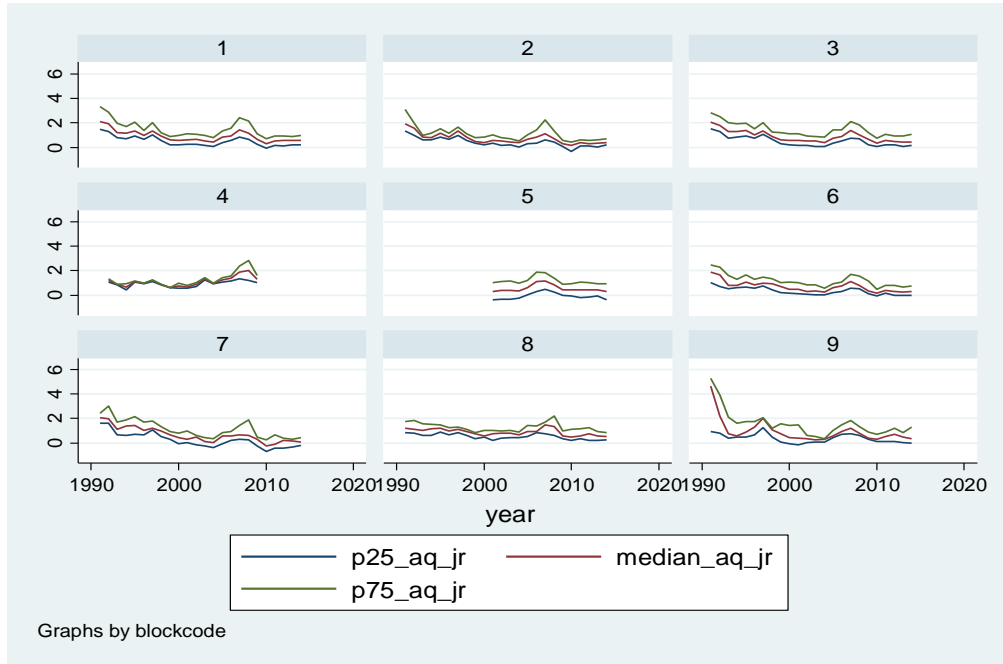 1 2 3
0 2 4 6
4 5 6
0 2 4 6
7 8 9
0 2 4 6
1990 2000 2010 2020 1990 2000 2010 2020 1990 2000 2010 2020
year
p25_aq_jr median_aq_jr
p75_aq_jr
Graphs by blockcode